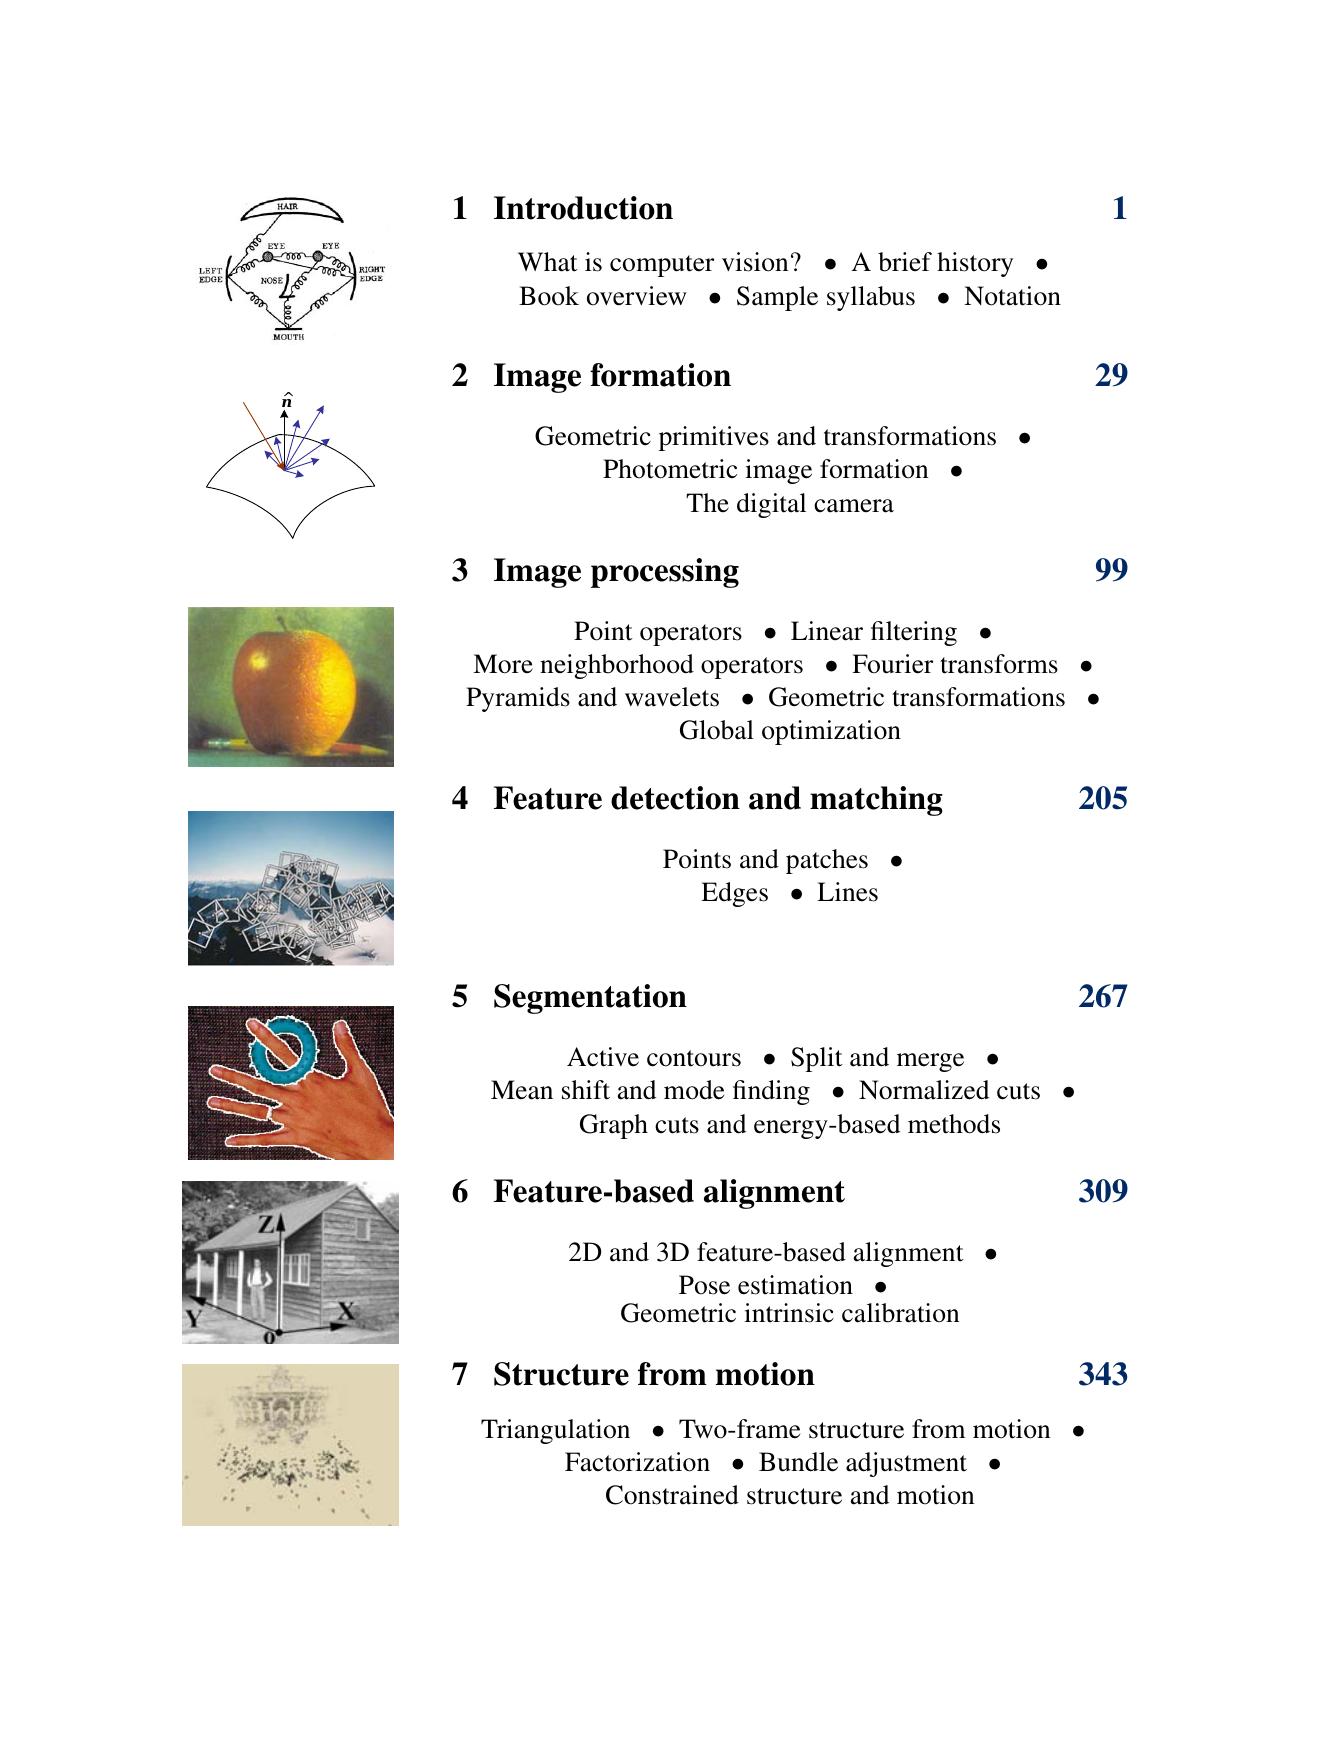 HAIR
EYE EYE
LEFT EDGE
NOSE
RIGHT EDGE
MOUTH
1 Introduction 1
What is computer vision? • A brief history •
Book overview • Sample syllabus • Notation
n̂
2 Image formation 29
Geometric primitives and transformations •
Photometric image formation •
The digital camera
3 Image processing 99
Point operators • Linear filtering •
More neighborhood operators • Fourier transforms •
Pyramids and wavelets • Geometric transformations •
Global optimization
4 Feature detection and matching 205
Points and patches •
Edges • Lines
5 Segmentation 267
Active contours • Split and merge •
Mean shift and mode finding • Normalized cuts •
Graph cuts and energy-based methods
Z
Y
X
O
6 Feature-based alignment 309
2D and 3D feature-based alignment •
Pose estimation •
Geometric intrinsic calibration
7 Structure from motion 343
Triangulation • Two-frame structure from motion •
Factorization • Bundle adjustment •
Constrained structure and motion